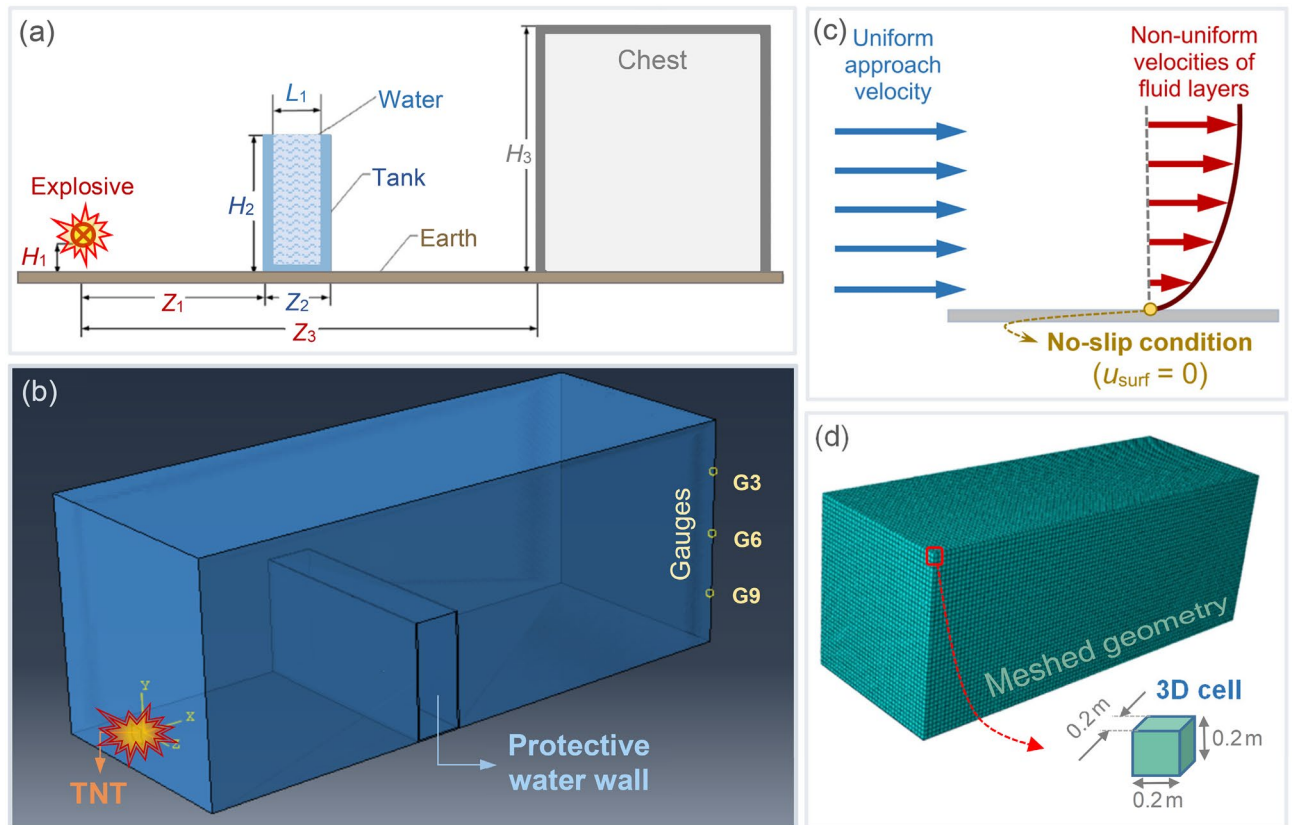 (a)
Chest
L1
Water
H3
Explosive
H2
Tank
H1
Earth
Z1
Z2
Z3
(b)
G3
Gauges
G6
G9
Y
X
Z
TNT
Protective
water wall
(c)
Uniform
approach
velocity
Non-uniform
velocities of
fluid layers
No-slip condition
(usurf = 0)
(d)
Meshed geometry
3D cell
0.2 m
0.2 m
0.2 m